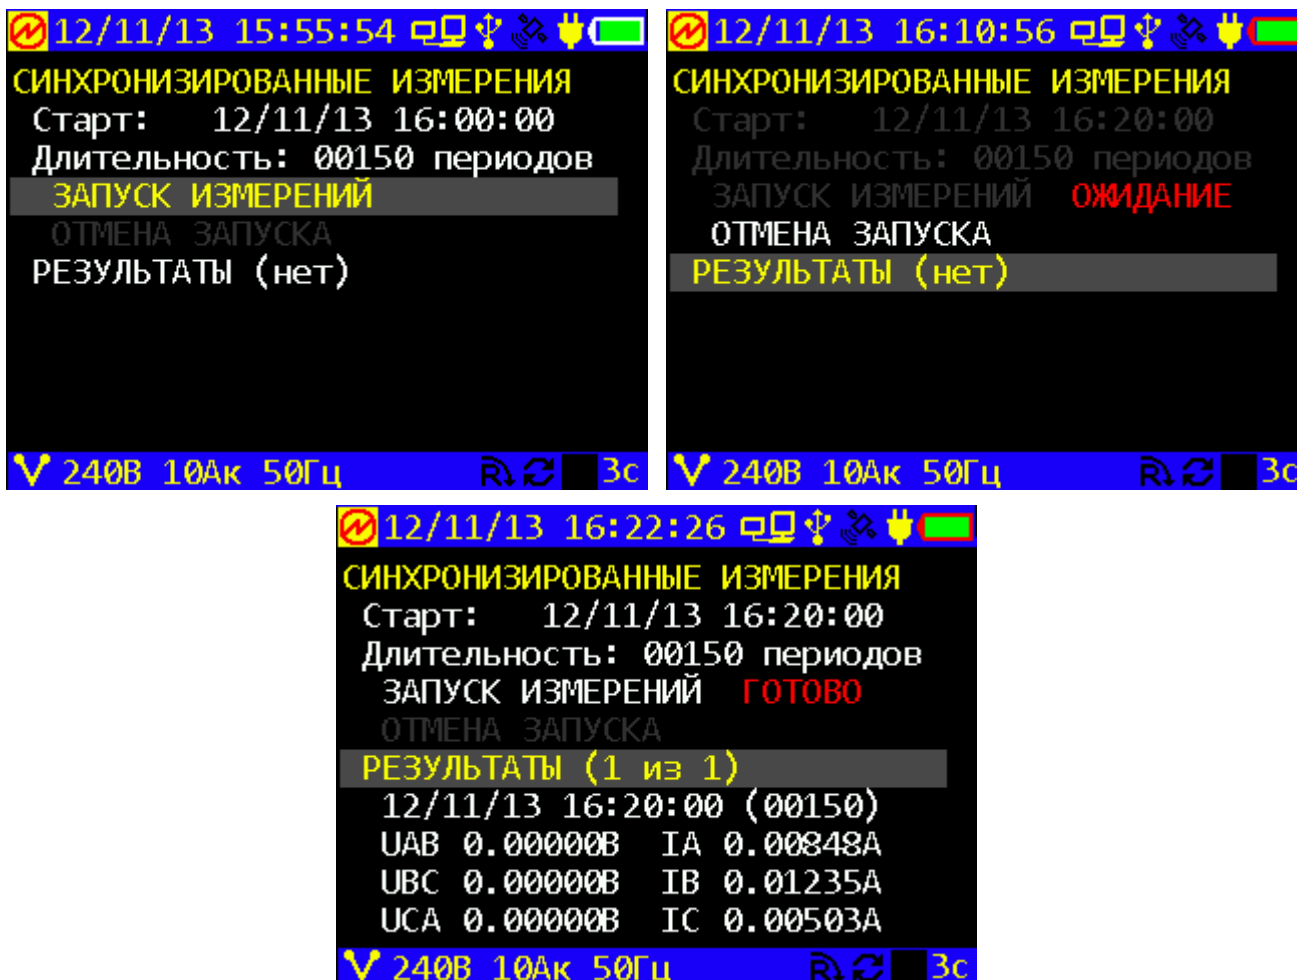 12/11/13 15:55:54
СИНХРОНИЗИРОВАННЫЕ ИЗМЕРЕНИЯ
Старт: 12/11/13 16:00:00
Длительность: 00150 периодов
ЗАПУСК ИЗМЕРЕНИЙ
ОТМЕНА ЗАПУСКА
РЕЗУЛЬТАТЫ (нет)
240В 10Ак 50Гц R 3с
12/11/13 16:10:56
СИНХРОНИЗИРОВАННЫЕ ИЗМЕРЕНИЯ
Старт: 12/11/13 16:20:00
Длительность: 00150 периодов
ЗАПУСК ИЗМЕРЕНИЙ ОЖИДАНИЕ
ОТМЕНА ЗАПУСКА
РЕЗУЛЬТАТЫ (нет)
240В 10Ак 50Гц R 3с
12/11/13 16:22:26
СИНХРОНИЗИРОВАННЫЕ ИЗМЕРЕНИЯ
Старт: 12/11/13 16:20:00
Длительность: 00150 периодов
ЗАПУСК ИЗМЕРЕНИЙ ГОТОВО
ОТМЕНА ЗАПУСКА
РЕЗУЛЬТАТЫ (1 из 1)
12/11/13 16:20:00 (00150)
UAB 0.00000В IA 0.00848А
UBC 0.00000В IB 0.01235А
UCA 0.00000В IC 0.00503А
240В 10Ак 50Гц R 3с